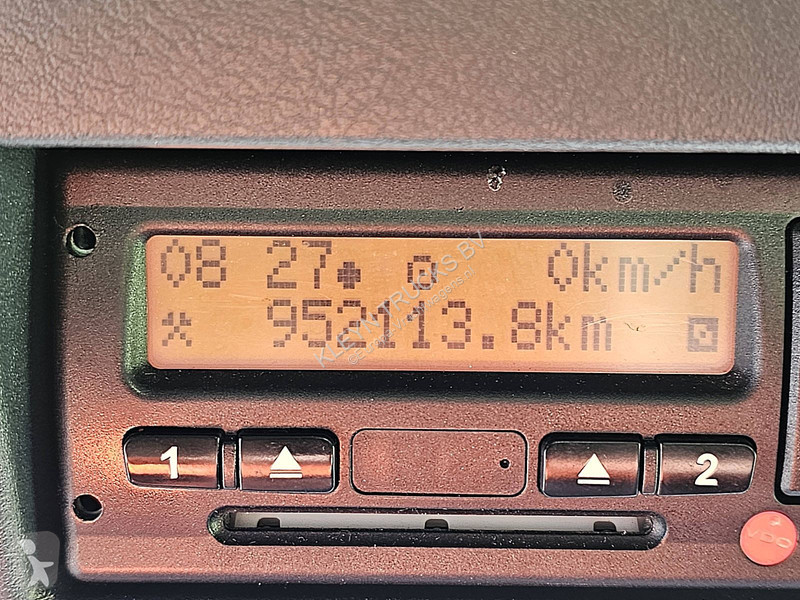 08 27 0km/h
952113.8km
KLEYN TRUCKS BV
1 2
VDO